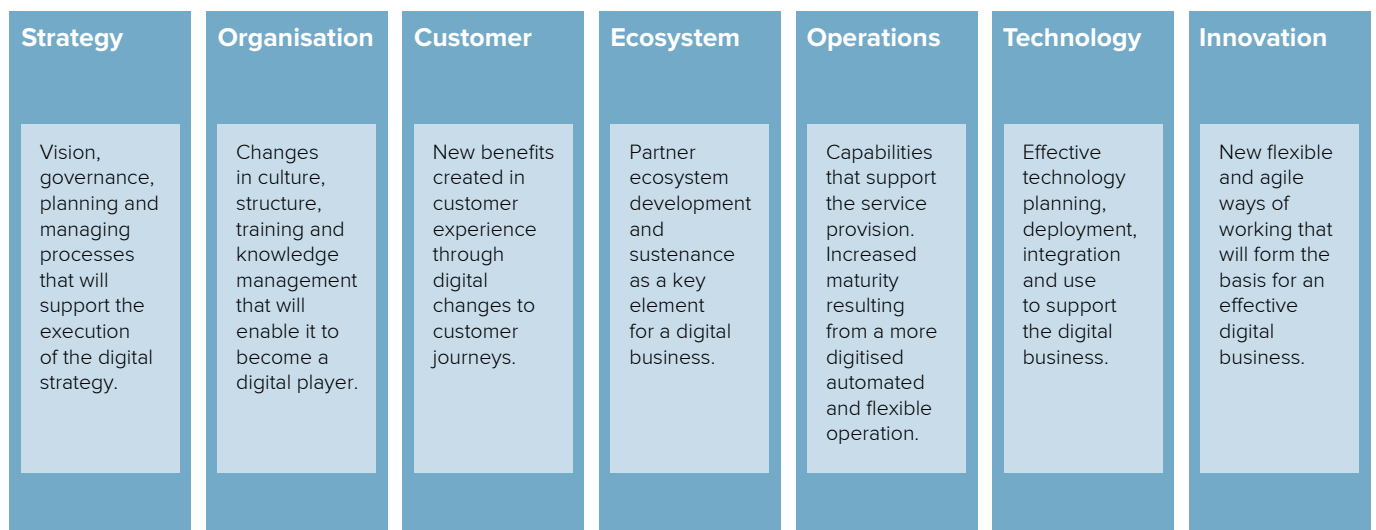 Strategy
Vision,
governance,
planning and
managing
processes
that will
support the
execution
of the digital
strategy.
Organisation
Changes
in culture,
structure,
training and
knowledge
management
that will
enable it to
become a
digital player.
Customer
New benefits
created in
customer
experience
through
digital
changes to
customer
journeys.
Ecosystem
Partner
ecosystem
development
and
sustenance
as a key
element
for a digital
business.
Operations
Capabilities
that support
the service
provision.
Increased
maturity
resulting
from a more
digitised
automated
and flexible
operation.
Technology
Effective
technology
planning,
deployment,
integration
and use
to support
the digital
business.
Innovation
New flexible
and agile
ways of
working that
will form the
basis for an
effective
digital
business.